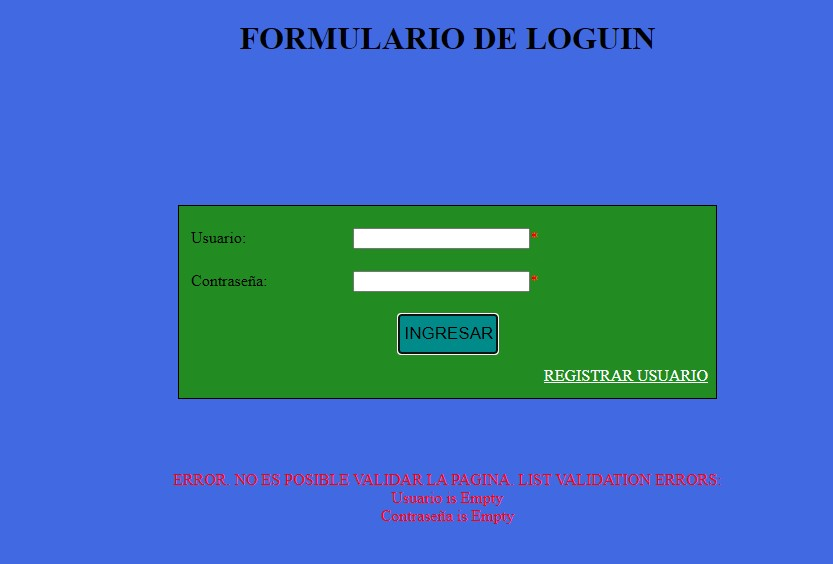 FORMULARIO DE LOGUIN
Usuario: *
Contraseña: *
INGRESAR
REGISTRAR USUARIO
ERROR. NO ES POSIBLE VALIDAR LA PAGINA. LIST VALIDATION ERRORS:
Usuario is Empty
Contraseña is Empty